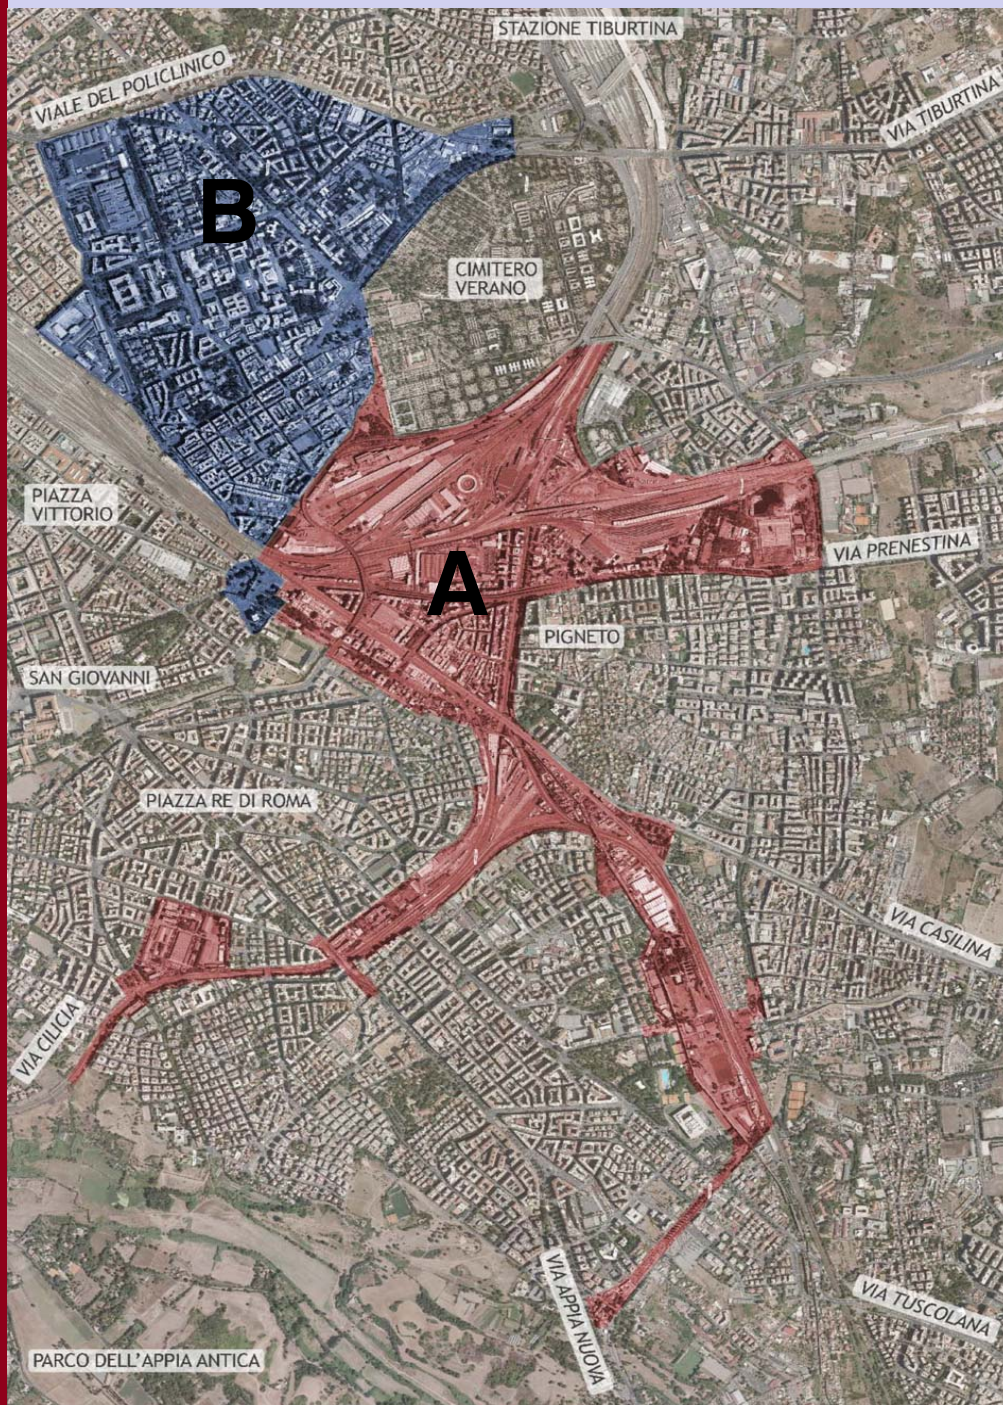 STAZIONE TIBURTINA
VIALE DEL POLICLINICO
VIA TIBURTINA
B
CIMITERO
VERANO
PIAZZA
VITTORIO
VIA PRENESTINA
A
PIGNETO
SAN GIOVANNI
PIAZZA RE DI ROMA
VIA CASILINA
VIA CILICIA
VIA APPIA NUOVA
VIA TUSCOLANA
PARCO DELL'APPIA ANTICA